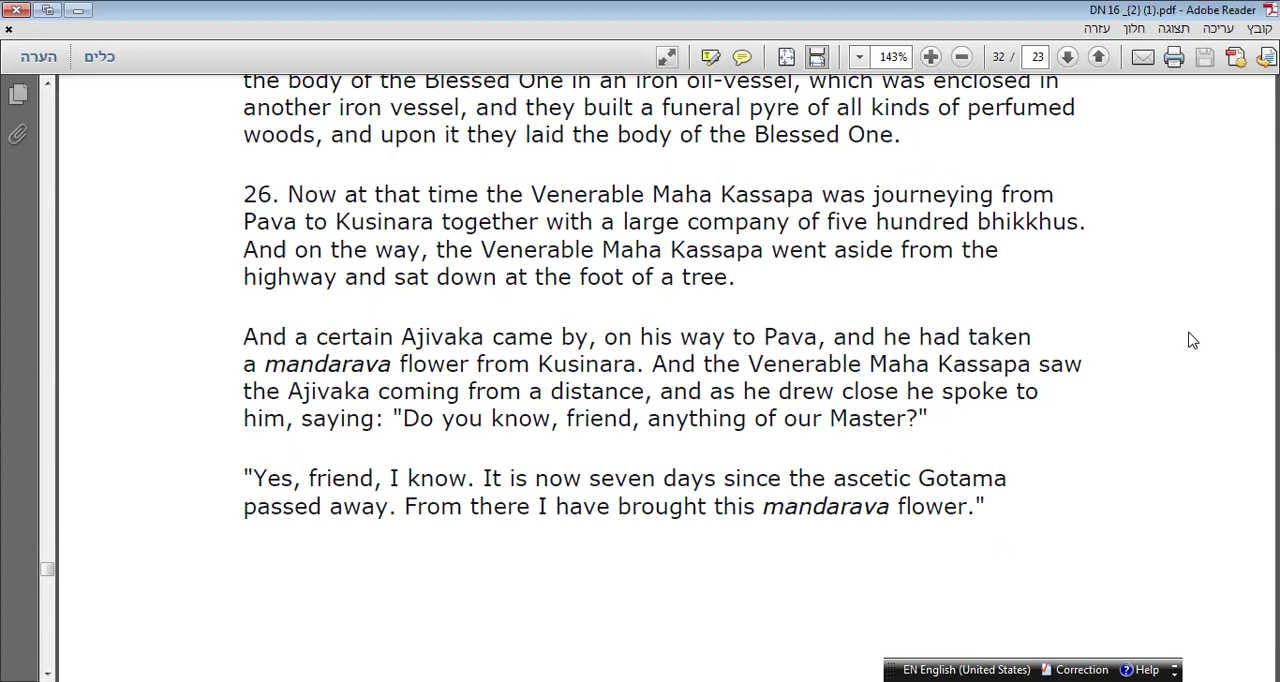 DN 16 _{2} (1).pdf - Adobe Reader
קובץ עריכה תצוגה חלון עזרה
הערה כלים 143% 32 / 23
the body of the Blessed One in an iron oil-vessel, which was enclosed in
another iron vessel, and they built a funeral pyre of all kinds of perfumed
woods, and upon it they laid the body of the Blessed One.
26. Now at that time the Venerable Maha Kassapa was journeying from
Pava to Kusinara together with a large company of five hundred bhikkhus.
And on the way, the Venerable Maha Kassapa went aside from the
highway and sat down at the foot of a tree.
And a certain Ajivaka came by, on his way to Pava, and he had taken
a mandarava flower from Kusinara. And the Venerable Maha Kassapa saw
the Ajivaka coming from a distance, and as he drew close he spoke to
him, saying: "Do you know, friend, anything of our Master?"
"Yes, friend, I know. It is now seven days since the ascetic Gotama
passed away. From there I have brought this mandarava flower."
EN English (United States) Correction Help